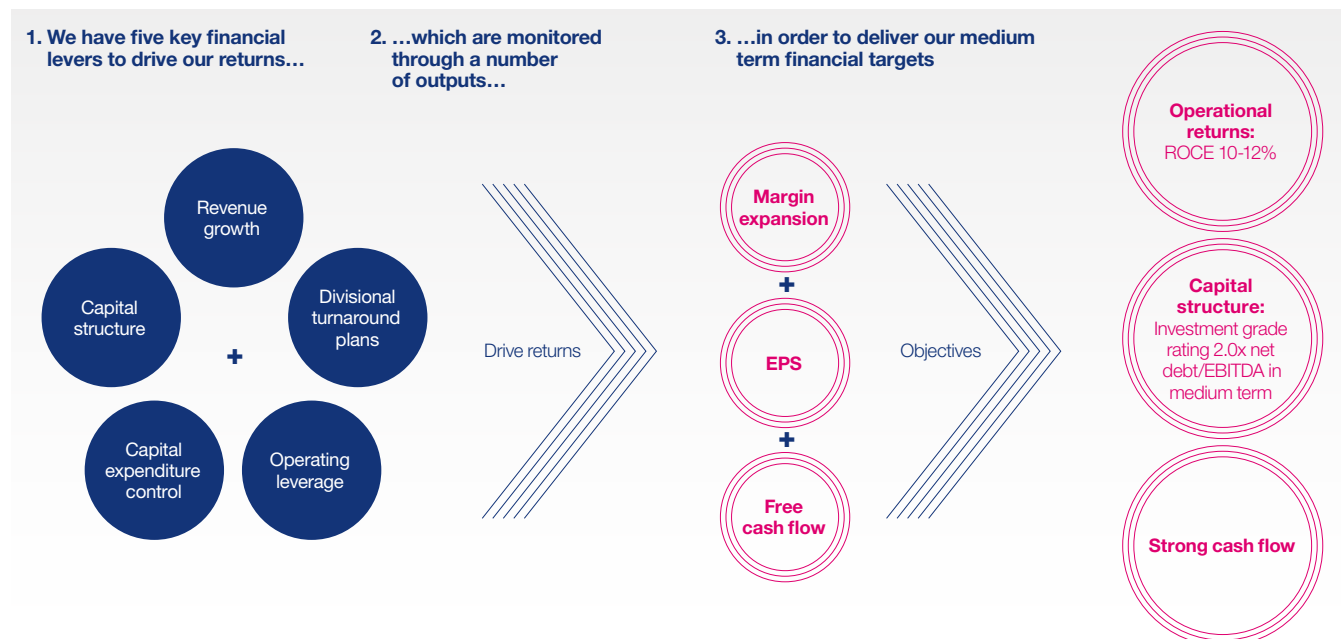 1. We have five key financial
levers to drive our returns…
2. …which are monitored
through a number
of outputs…
3. …in order to deliver our medium
term financial targets
Revenue
growth
Capital
structure
Divisional
turnaround
plans
+
Capital
expenditure
control
Operating
leverage
Drive returns
Margin
expansion
+
EPS
+
Free
cash flow
Objectives
Operational
returns:
ROCE 10-12%
Capital
structure:
Investment grade
rating 2.0x net
debt/EBITDA in
medium term
Strong cash flow